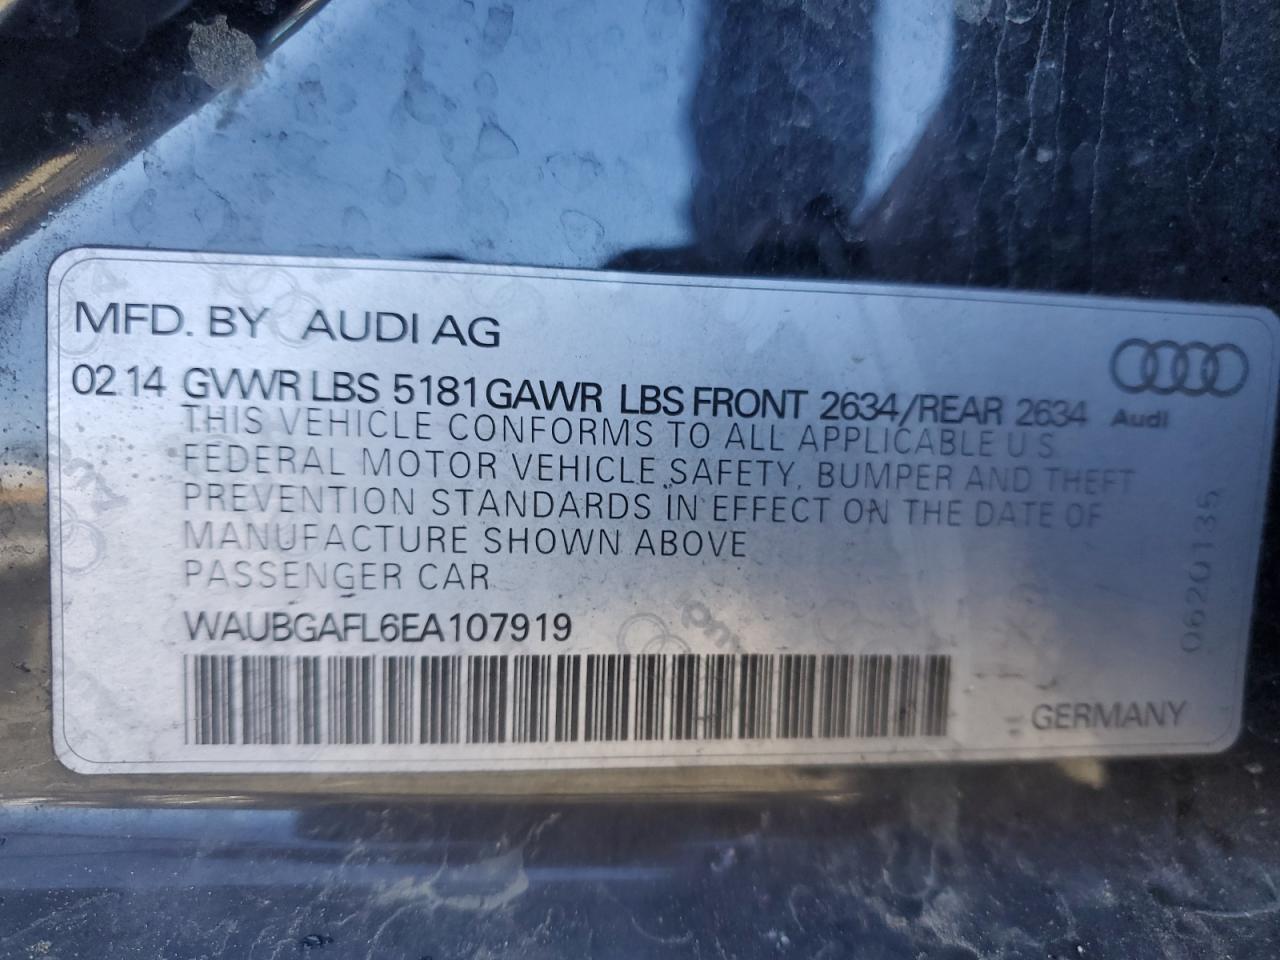 MFD. BY AUDI AG
02 14 GVWR LBS 5181 GAWR LBS FRONT 2634/REAR 2634
Audi
THIS VEHICLE CONFORMS TO ALL APPLICABLE U S
FEDERAL MOTOR VEHICLE SAFETY, BUMPER AND THEFT
PREVENTION STANDARDS IN EFFECT ON THE DATE OF
MANUFACTURE SHOWN ABOVE
PASSENGER CAR
WAUBGAFL6EA107919
GERMANY
0620135